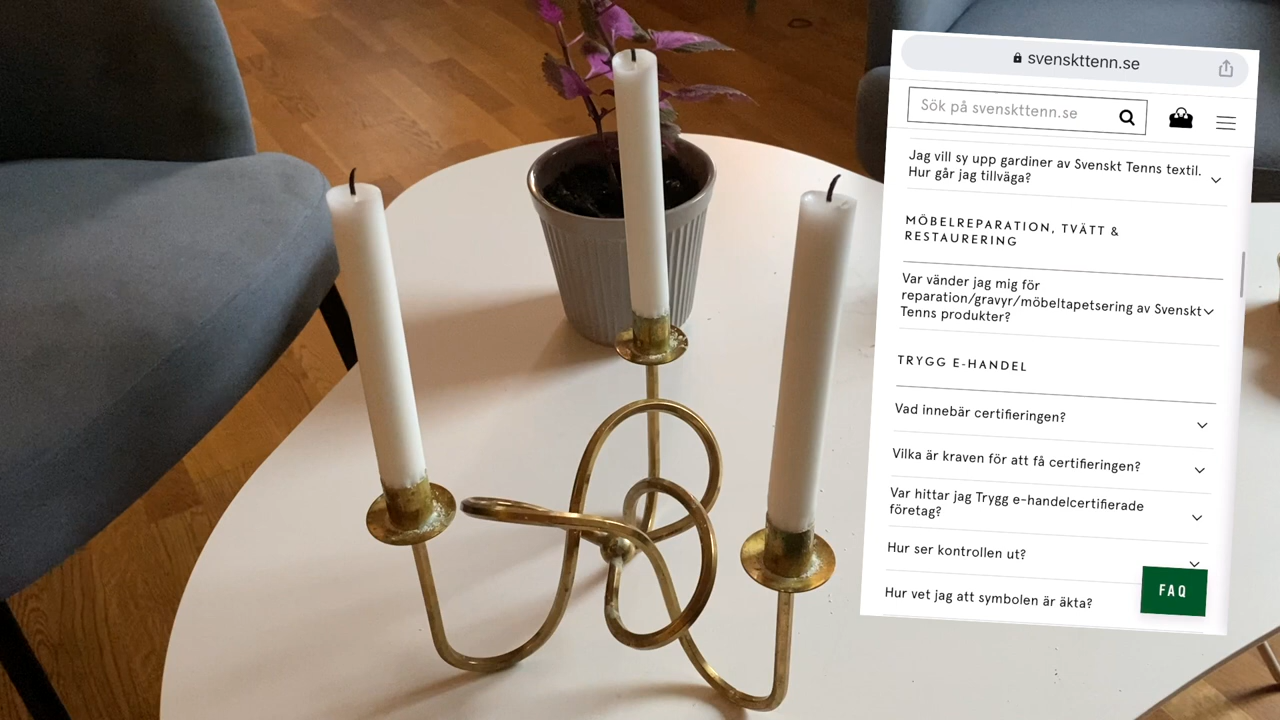 svenskttenn.se
Sök på svenskttenn.se
Jag vill sy upp gardiner av Svenskt Tenns textil.
Hur går jag tillväga?
MÖBELREPARATION, TVÄTT &
RESTAURERING
Var vänder jag mig för
reparation/gravyr/möbeltapetsering av Svenskt
Tenns produkter?
TRYGG E-HANDEL
Vad innebär certifieringen?
Vilka är kraven för att få certifieringen?
Var hittar jag Trygg e-handelcertifierade
företag?
Hur ser kontrollen ut?
Hur vet jag att symbolen är äkta?
FAQ